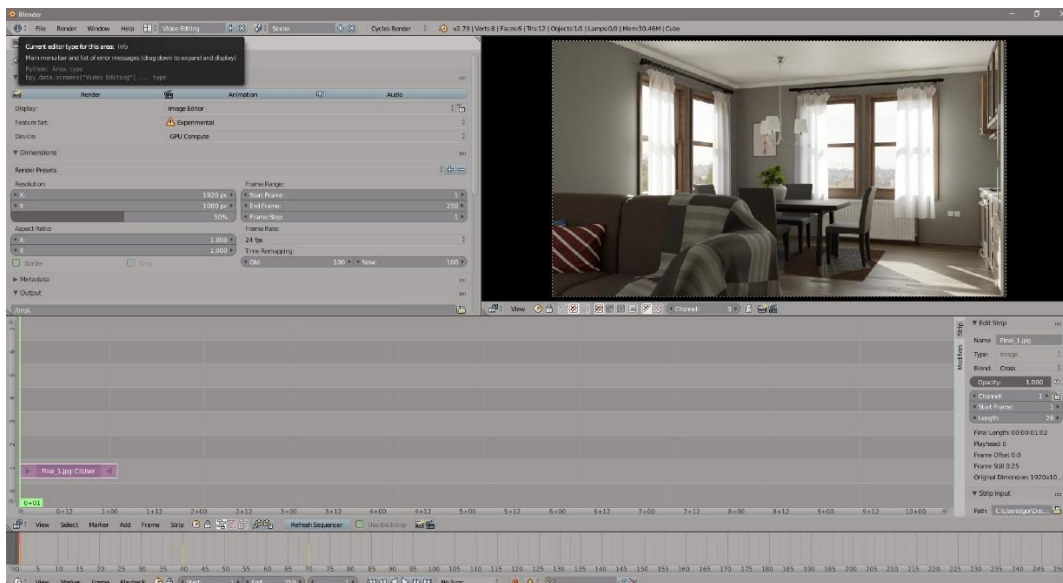 Blender
File Render Window Help Video Editing Scene Cycles Render v2.79 | Verts:8 | Faces:6 | Tris:12 | Objects:1/1 | Lamps:0/0 | Mem:30.46M | Cube
Current editor type for this area: Info
Main menu bar and list of error messages (drag down to expand and display)
Python: Area.type
bpy.data.screens["Video Editing"] ... type
Render Animation Audio
Display: Image Editor
Feature Set: Experimental
Device: GPU Compute
Dimensions
Render Presets
Resolution: Frame Range:
X: 1920 px Start Frame: 1
Y: 1080 px End Frame: 250
50% Frame Step: 1
Aspect Ratio: Frame Rate:
X: 1.000 24 fps
Y: 1.000 Time Remapping:
Border Crop Old: 100 New: 100
Metadata
Output
/tmp\
View Channel: 0
Edit Strip
Strip
Modifiers
Name: Final_1.jpg
Type: Image
Blend: Cross
Opacity: 1.000
Channel: 1
Start Frame: 1
Length: 26
Final Length: 00:00:01:02
Playhead: 0
Frame Offset 0:0
Frame Still 0:25
Original Dimension 1920x10...
Strip Input
Path: C:\Users\Igor\Doc...
Final_1.jpg: C:\User
0+01
0+12 1+00 1+12 2+00 2+12 3+00 3+12 4+00 4+12 5+00 5+12 6+00 6+12 7+00 7+12 8+00 8+12 9+00 9+12 10+00
View Select Marker Add Frame Strip Refresh Sequencer Use Backdrop
5 10 15 20 25 30 35 40 45 50 55 60 65 70 75 80 85 90 95 100 105 110 115 120 125 130 135 140 145 150 155 160 165 170 175 180 185 190 195 200 205 210 215 220 225 230 235 240 245
View Marker Frame Playback Start: 1 End: 250 1 No Sync